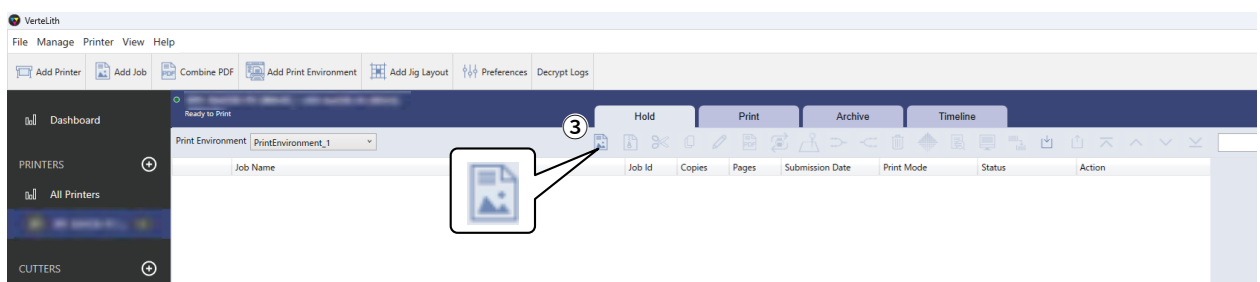 VerteLith
File Manage Printer View Help
Add Printer Add Job Combine PDF Add Print Environment Add Jig Layout Preferences Decrypt Logs
Dashboard
Ready to Print
Hold Print Archive Timeline
③
Print Environment PrintEnvironment_1
PRINTERS
Job Name Job Id Copies Pages Submission Date Print Mode Status Action
All Printers
CUTTERS